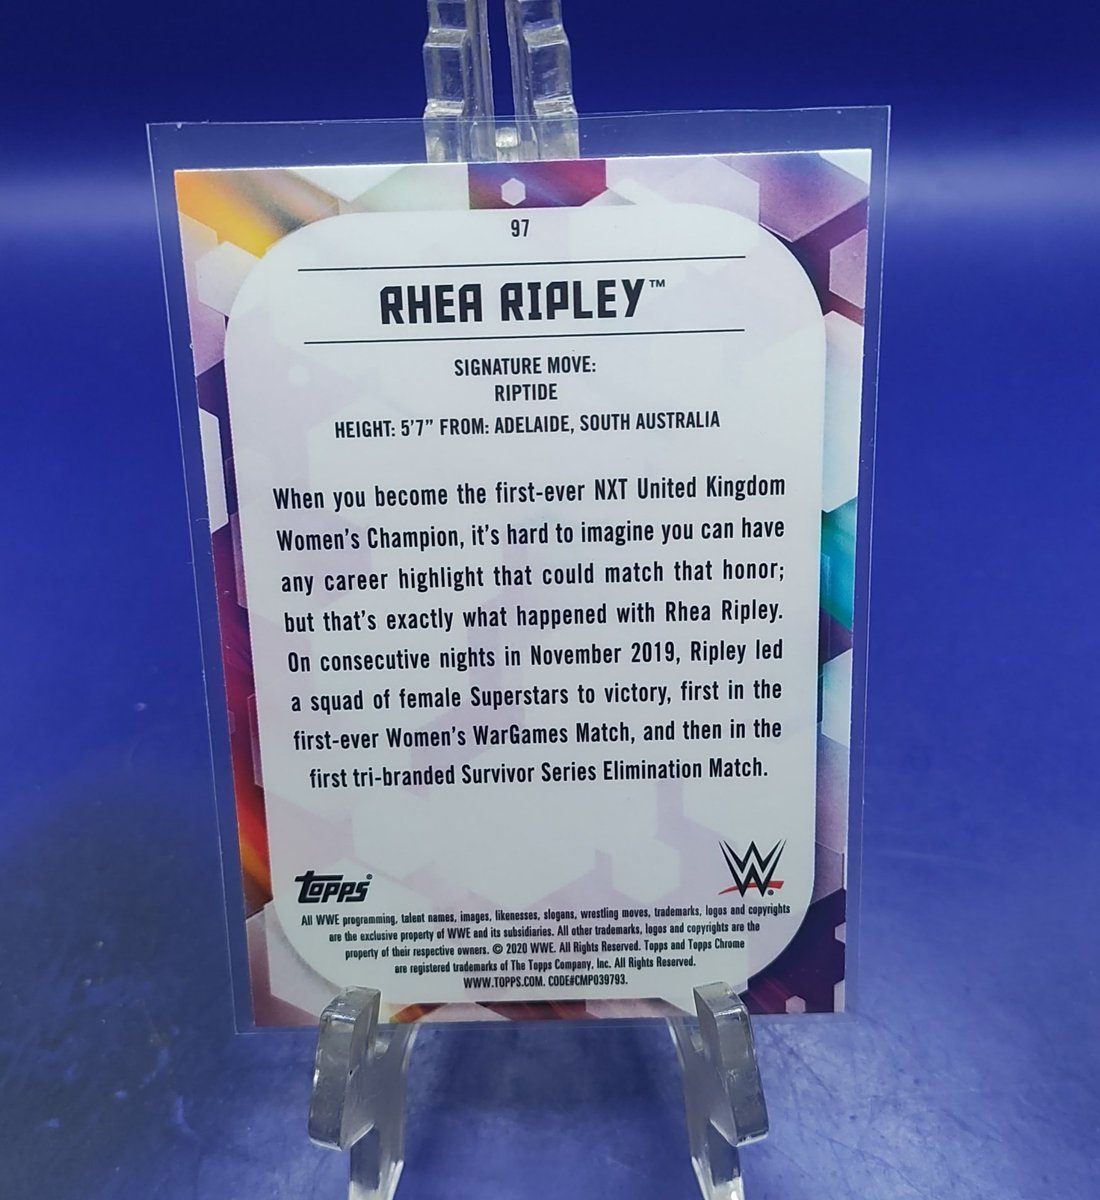 97
RHEA RIPLEY™
SIGNATURE MOVE:
RIPTIDE
HEIGHT: 5'7" FROM: ADELAIDE, SOUTH AUSTRALIA
When you become the first-ever NXT United Kingdom
Women's Champion, it's hard to imagine you can have
any career highlight that could match that honor;
but that's exactly what happened with Rhea Ripley.
On consecutive nights in November 2019, Ripley led
a squad of female Superstars to victory, first in the
first-ever Women's WarGames Match, and then in the
first tri-branded Survivor Series Elimination Match.
Topps®
W®
All WWE programming, talent names, images, likenesses, slogans, wrestling moves, trademarks, logos and copyrights
are the exclusive property of WWE and its subsidiaries. All other trademarks, logos and copyrights are the
property of their respective owners. © 2020 WWE. All Rights Reserved. Topps and Topps Chrome
are registered trademarks of The Topps Company, Inc. All Rights Reserved.
WWW.TOPPS.COM. CODE#CMP039793.